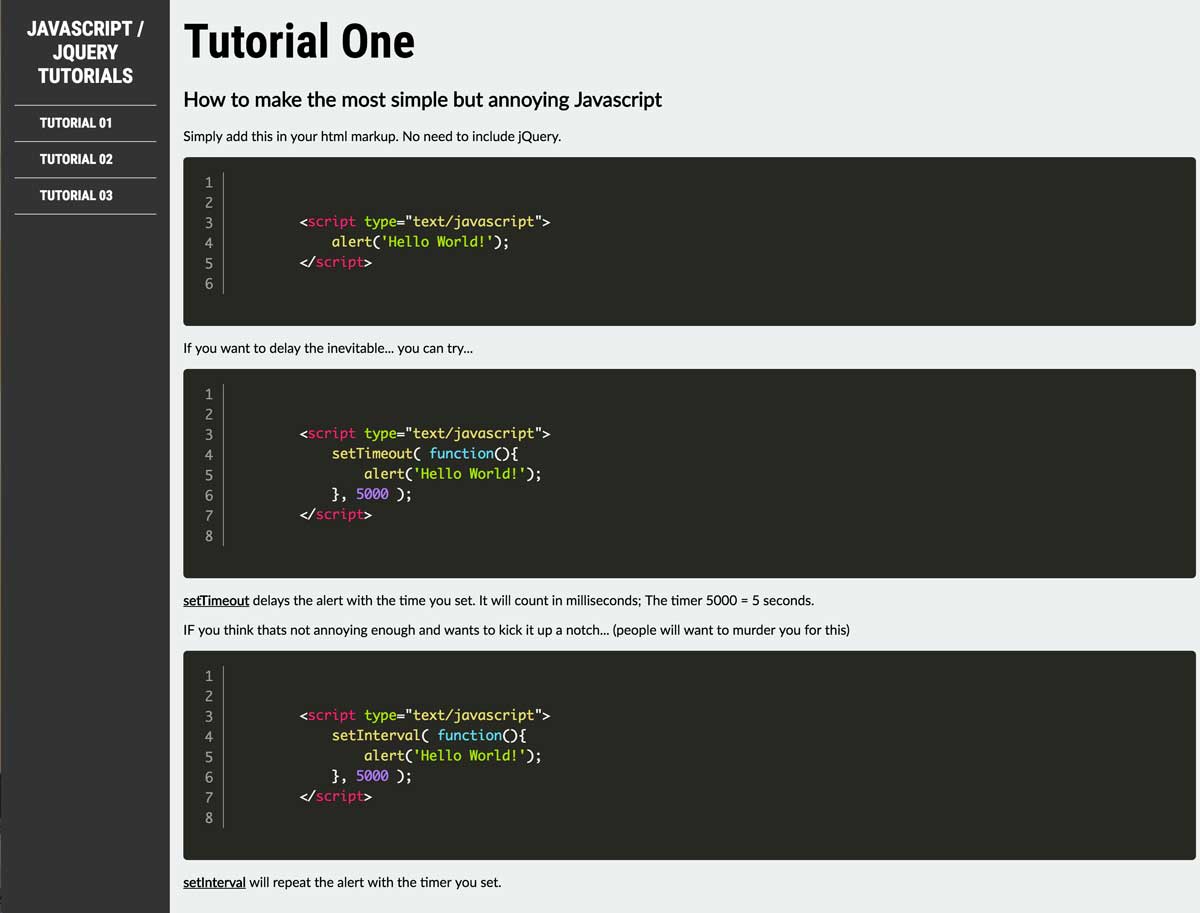 JAVASCRIPT /
JQUERY
TUTORIALS
TUTORIAL 01
TUTORIAL 02
TUTORIAL 03
Tutorial One
How to make the most simple but annoying Javascript
Simply add this in your html markup. No need to include jQuery.
1
2
3 <script type="text/javascript">
4 alert('Hello World!');
5 </script>
6
If you want to delay the inevitable... you can try...
1
2
3 <script type="text/javascript">
4 setTimeout( function(){
5 alert('Hello World!');
6 }, 5000 );
7 </script>
8
setTimeout delays the alert with the time you set. It will count in milliseconds; The timer 5000 = 5 seconds.
IF you think thats not annoying enough and wants to kick it up a notch... (people will want to murder you for this)
1
2
3 <script type="text/javascript">
4 setInterval( function(){
5 alert('Hello World!');
6 }, 5000 );
7 </script>
8
setInterval will repeat the alert with the timer you set.